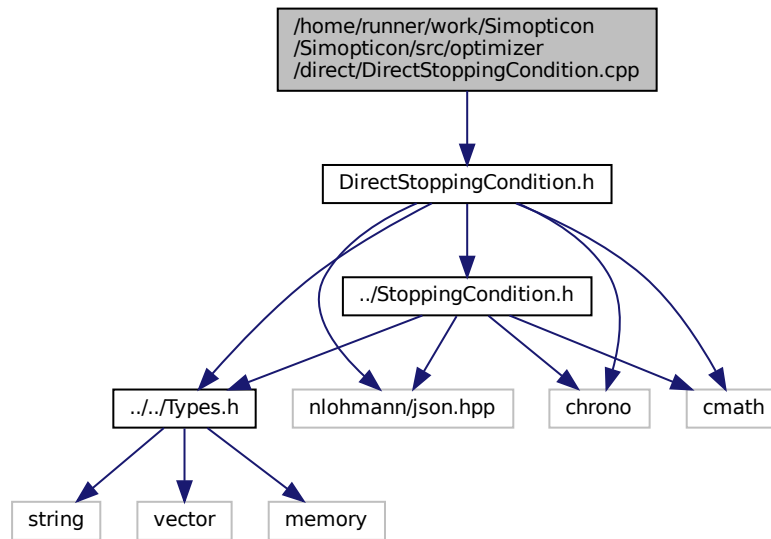 /home/runner/work/Simopticon
/Simopticon/src/optimizer
/direct/DirectStoppingCondition.cpp
DirectStoppingCondition.h
../StoppingCondition.h
../../Types.h
nlohmann/json.hpp
chrono
cmath
string
vector
memory